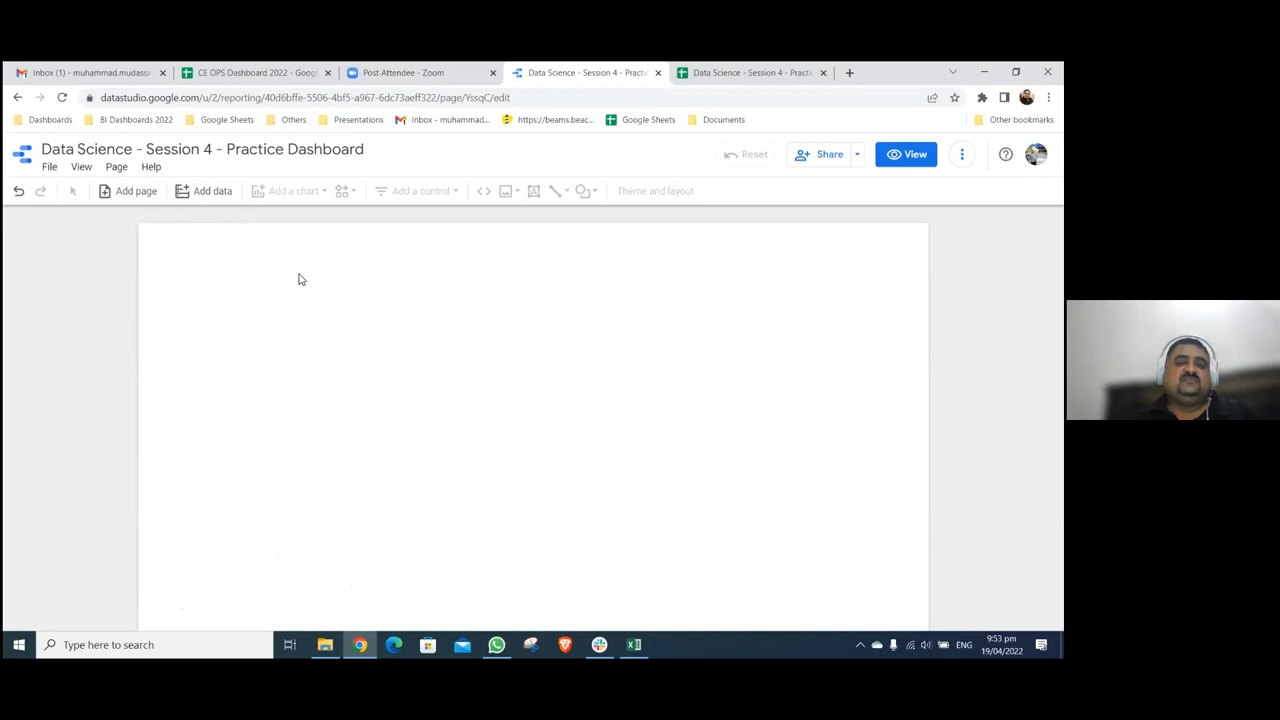 Inbox (1) - muhammad.mudassi
CE OPS Dashboard 2022 - Googl
Post Attendee - Zoom
Data Science - Session 4 - Practi
Data Science - Session 4 - Practic
datastudio.google.com/u/2/reporting/40d6bffe-5506-4bf5-a967-6dc73aeff322/page/YssqC/edit
Dashboards
BI Dashboards 2022
Google Sheets
Others
Presentations
Inbox - muhammad...
https://beams.beac...
Google Sheets
Documents
Other bookmarks
Data Science - Session 4 - Practice Dashboard
File View Page Help
Reset
Share
View
Add page
Add data
Add a chart
Add a control
Theme and layout
Type here to search
ENG
9:53 pm
19/04/2022